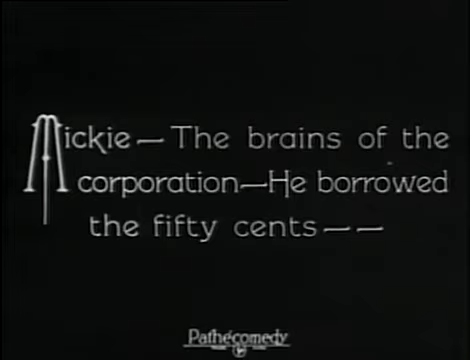 Mickie — The brains of the
corporation — He borrowed
the fifty cents — —
Pathécomedy